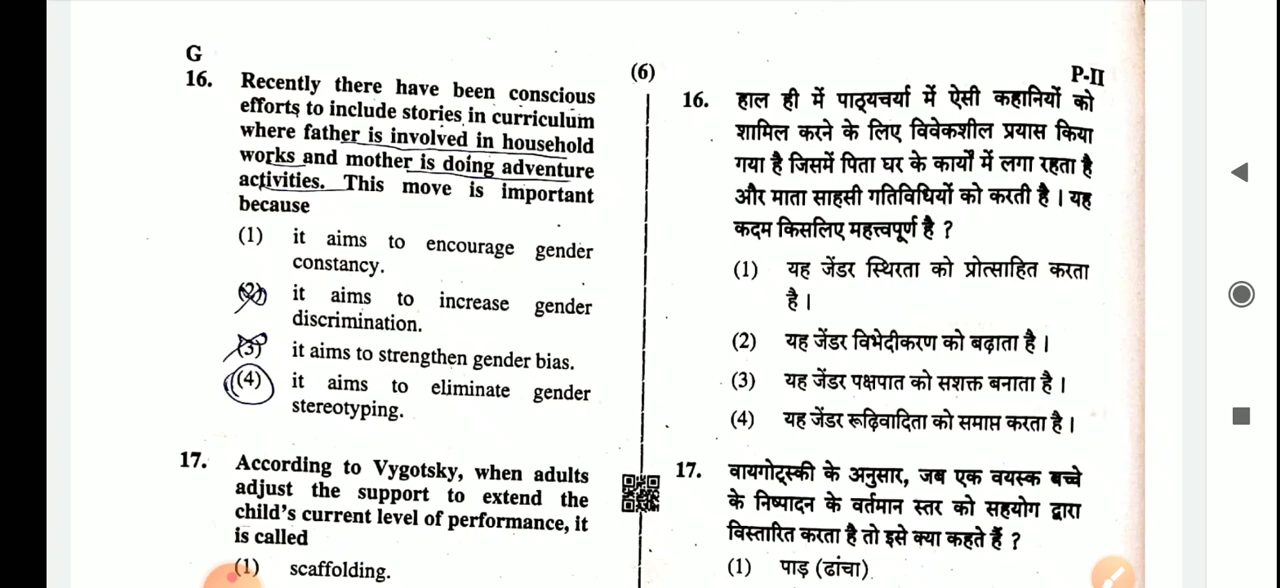 G
(6)
P-II
16. Recently there have been conscious
efforts to include stories in curriculum
where father is involved in household
works and mother is doing adventure
activities. This move is important
because
(1) it aims to encourage gender
constancy.
(2) it aims to increase gender
discrimination.
(3) it aims to strengthen gender bias.
(4) it aims to eliminate gender
stereotyping.
17. According to Vygotsky, when adults
adjust the support to extend the
child's current level of performance, it
is called
(1) scaffolding.
16. हाल ही में पाठ्यचर्या में ऐसी कहानियों को
शामिल करने के लिए विवेकशील प्रयास किया
गया है जिसमें पिता घर के कार्यों में लगा रहता है
और माता साहसी गतिविधियों को करती है । यह
कदम किसलिए महत्त्वपूर्ण है ?
(1) यह जेंडर स्थिरता को प्रोत्साहित करता
है ।
(2) यह जेंडर विभेदीकरण को बढ़ाता है ।
(3) यह जेंडर पक्षपात को सशक्त बनाता है ।
(4) यह जेंडर रूढ़िवादिता को समाप्त करता है ।
17. वायगोट्स्की के अनुसार, जब एक वयस्क बच्चे
के निष्पादन के वर्तमान स्तर को सहयोग द्वारा
विस्तारित करता है तो इसे क्या कहते हैं ?
(1) पाड़ (ढांचा)